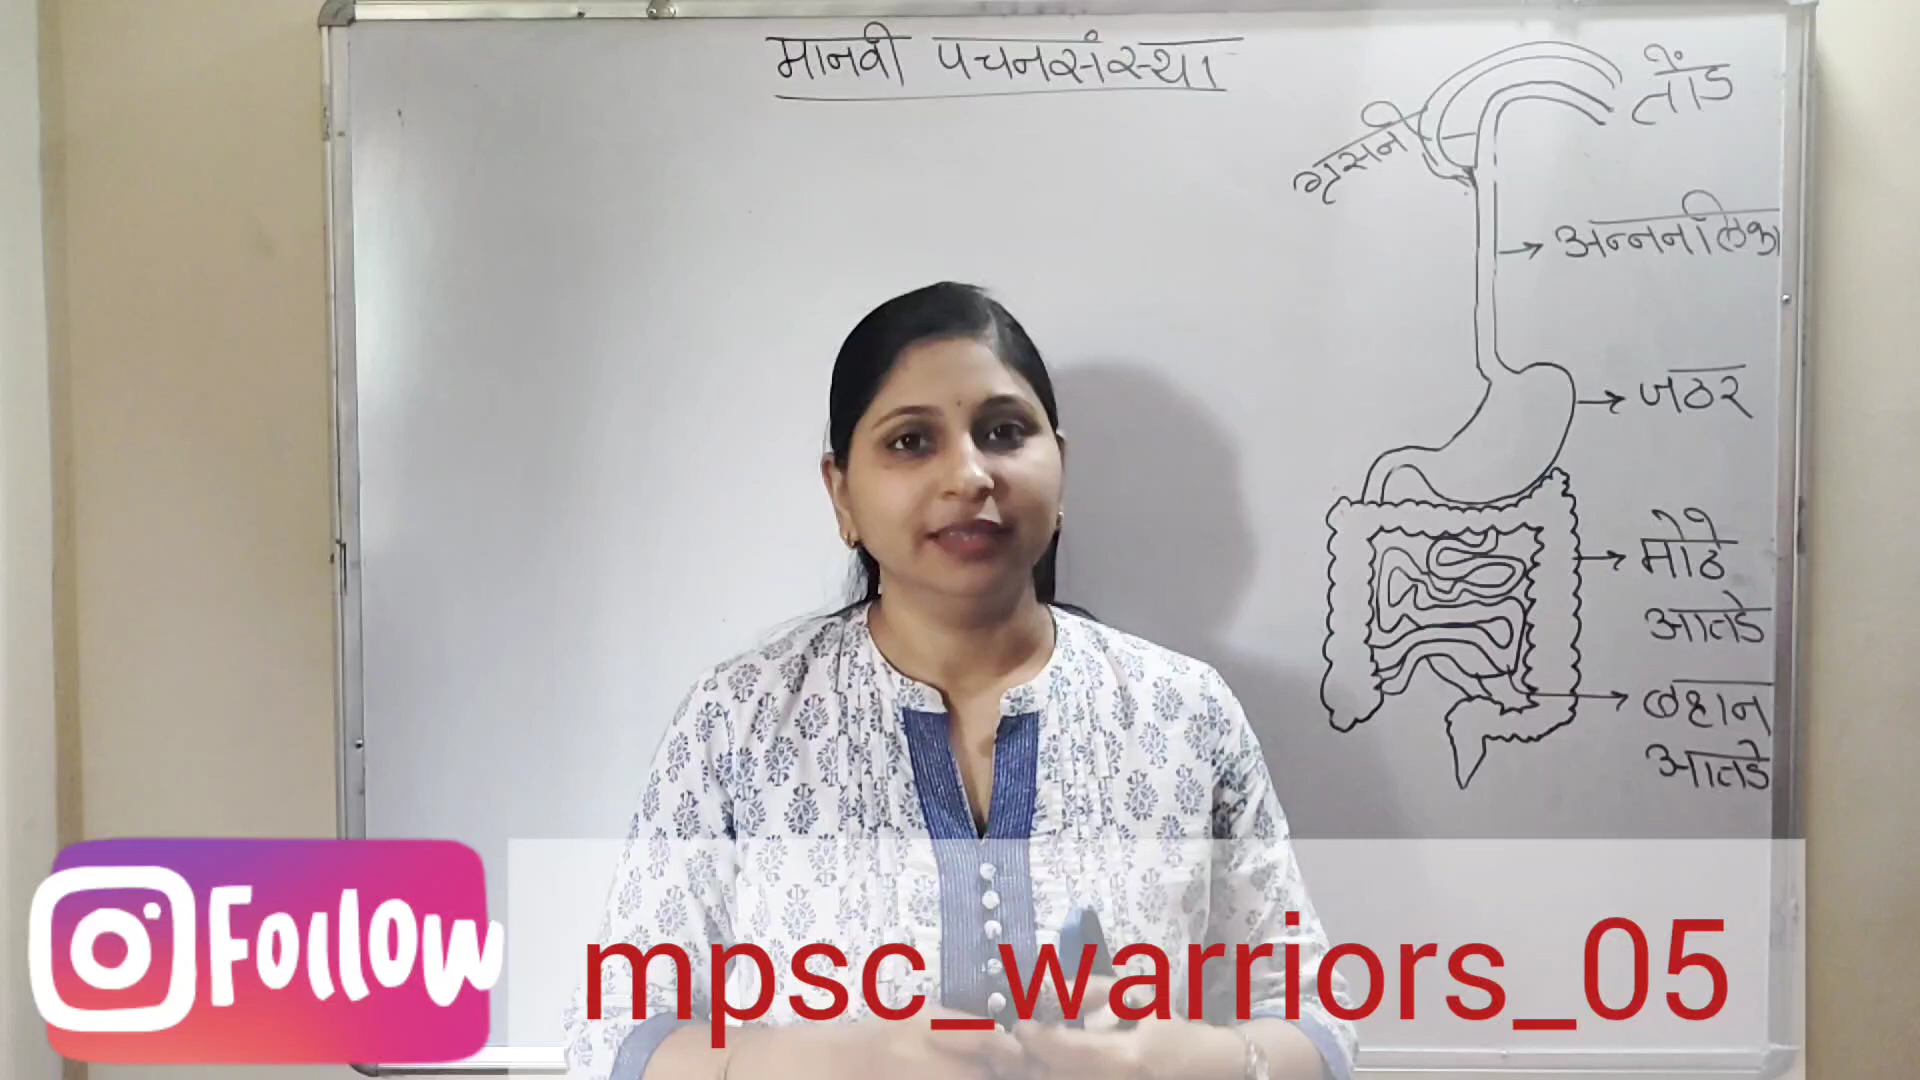 मानवी पचनसंस्था
तोंड
ग्रसनी
अन्ननलिका
जठर
मोठे
आतडे
लहान
आतडे
Follow
mpsc_warriors_05